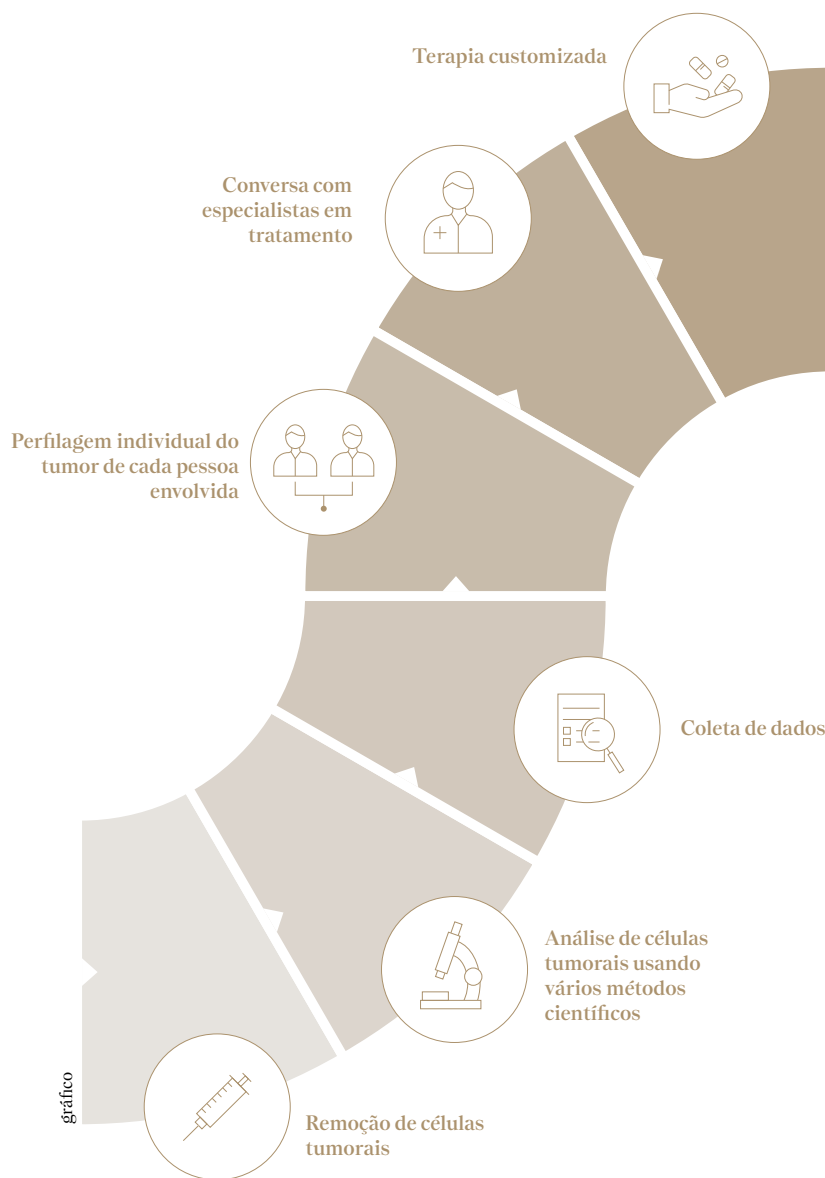 Terapia customizada
Conversa com
especialistas em
tratamento
Perfilagem individual do
tumor de cada pessoa
envolvida
Coleta de dados
Análise de células
tumorais usando
vários métodos
científicos
gráfico
Remoção de células
tumorais